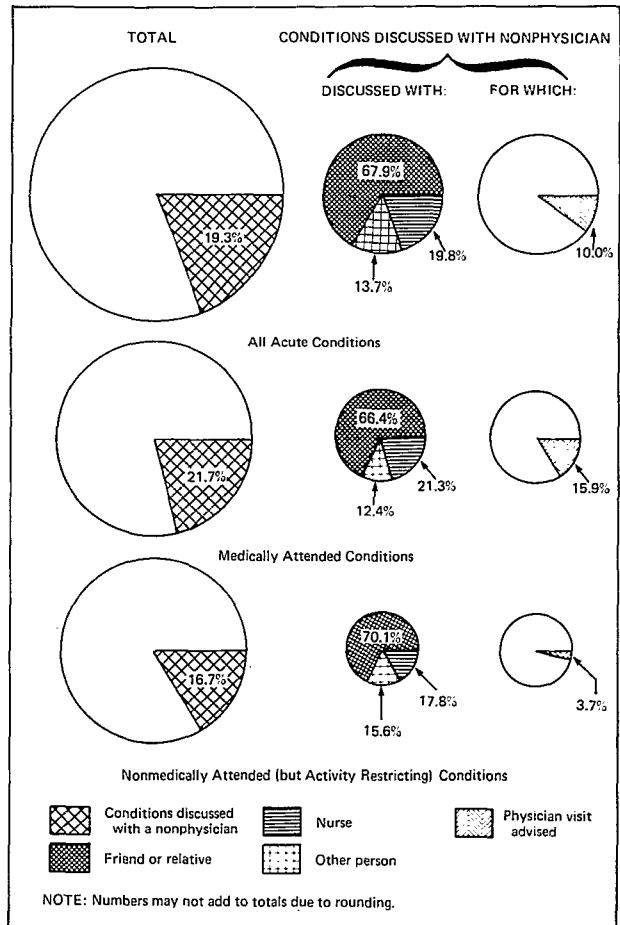 TOTAL
CONDITIONS DISCUSSED WITH NONPHYSICIAN
DISCUSSED WITH:
FOR WHICH:
67.9%
19.3%
19.8%
10.0%
13.7%
All Acute Conditions
66.4%
21.7%
21.3%
15.9%
12.4%
Medically Attended Conditions
70.1%
16.7%
17.8%
3.7%
15.6%
Nonmedically Attended (but Activity Restricting) Conditions
Conditions discussed
with a nonphysician
Nurse
Physician visit
advised
Friend or relative
Other person
NOTE: Numbers may not add to totals due to rounding.